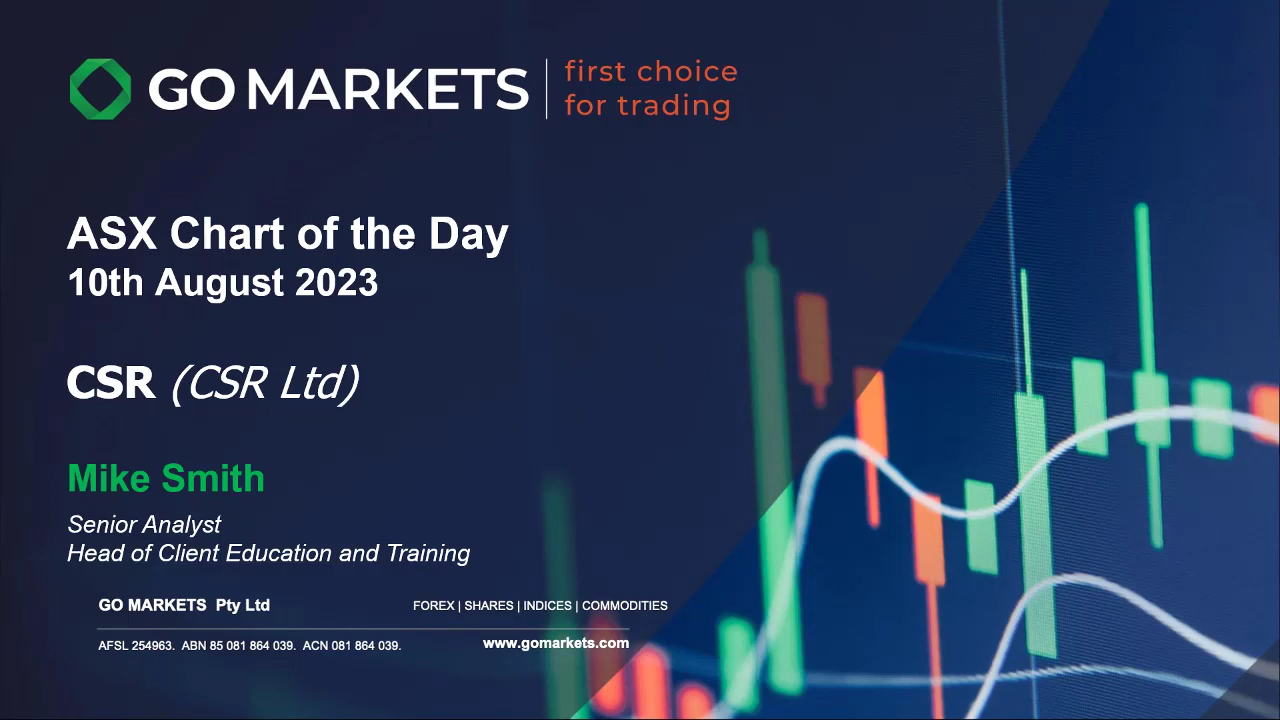 GO MARKETS
first choice
for trading
ASX Chart of the Day
10th August 2023
CSR (CSR Ltd)
Mike Smith
Senior Analyst
Head of Client Education and Training
GO MARKETS Pty Ltd
FOREX | SHARES | INDICES | COMMODITIES
AFSL 254963. ABN 85 081 864 039. ACN 081 864 039.
www.gomarkets.com